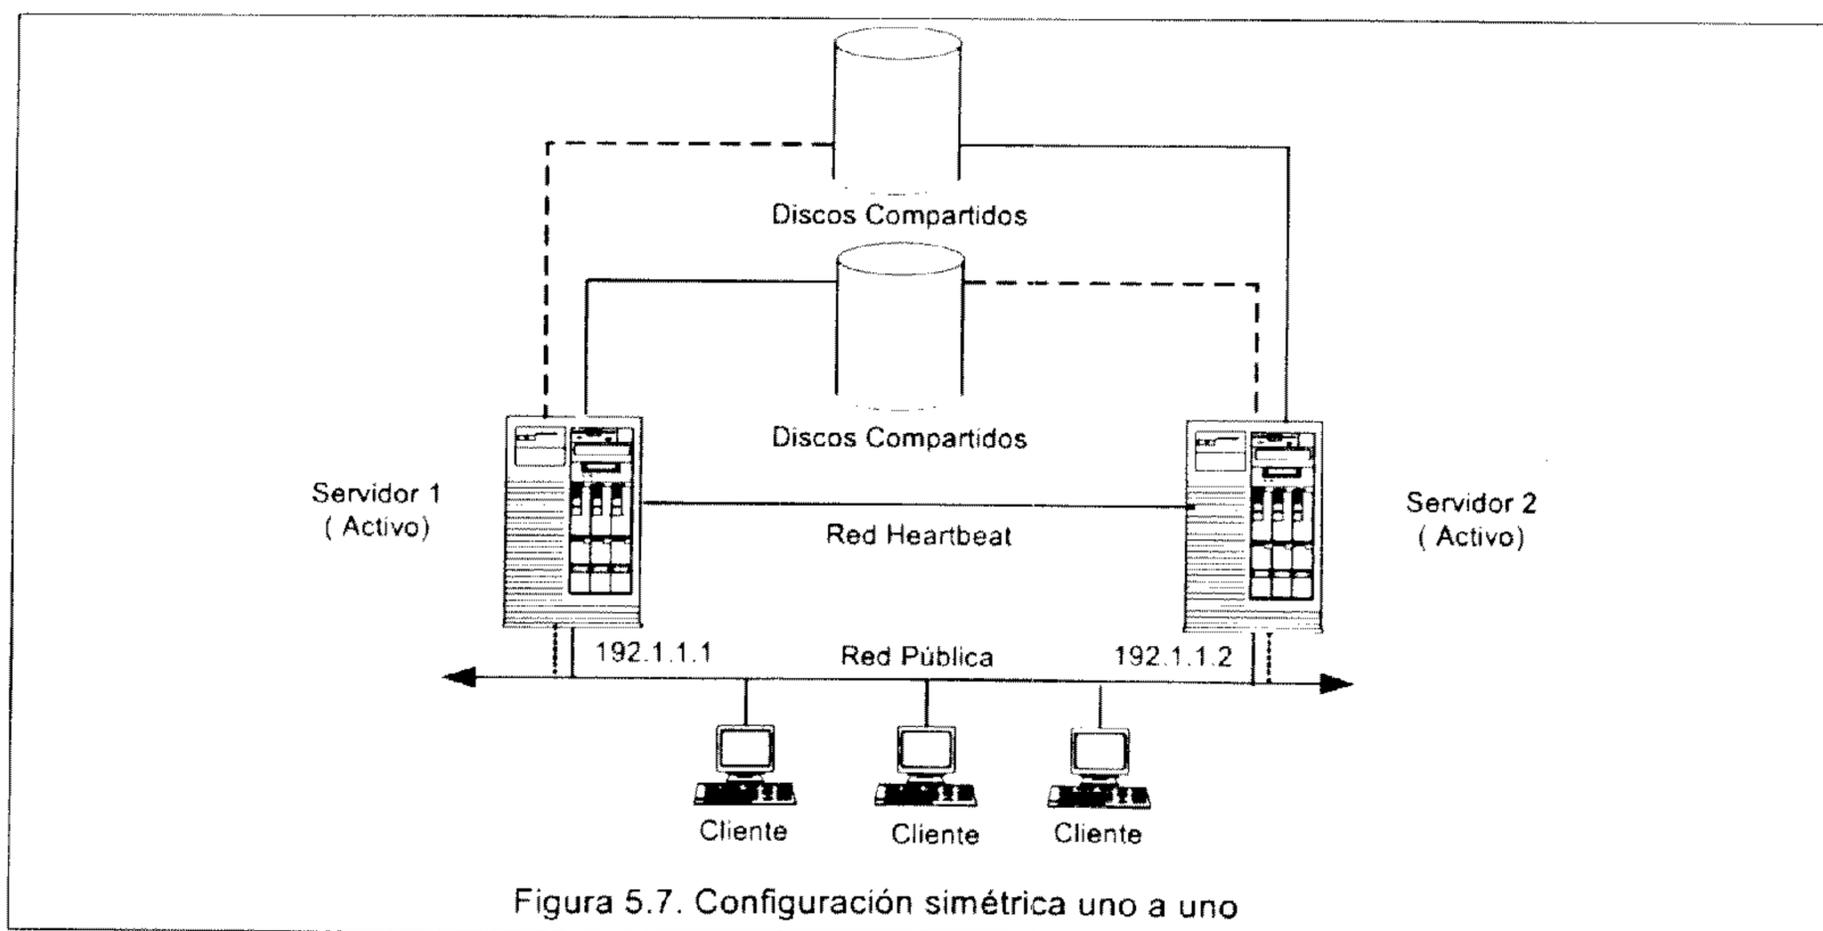 Discos Compartidos
Discos Compartidos
Servidor 1
( Activo)
Servidor 2
( Activo)
Red Heartbeat
192.1.1.1
Red Pública
192.1.1.2
Cliente
Cliente
Cliente
Figura 5.7. Configuración simétrica uno a uno